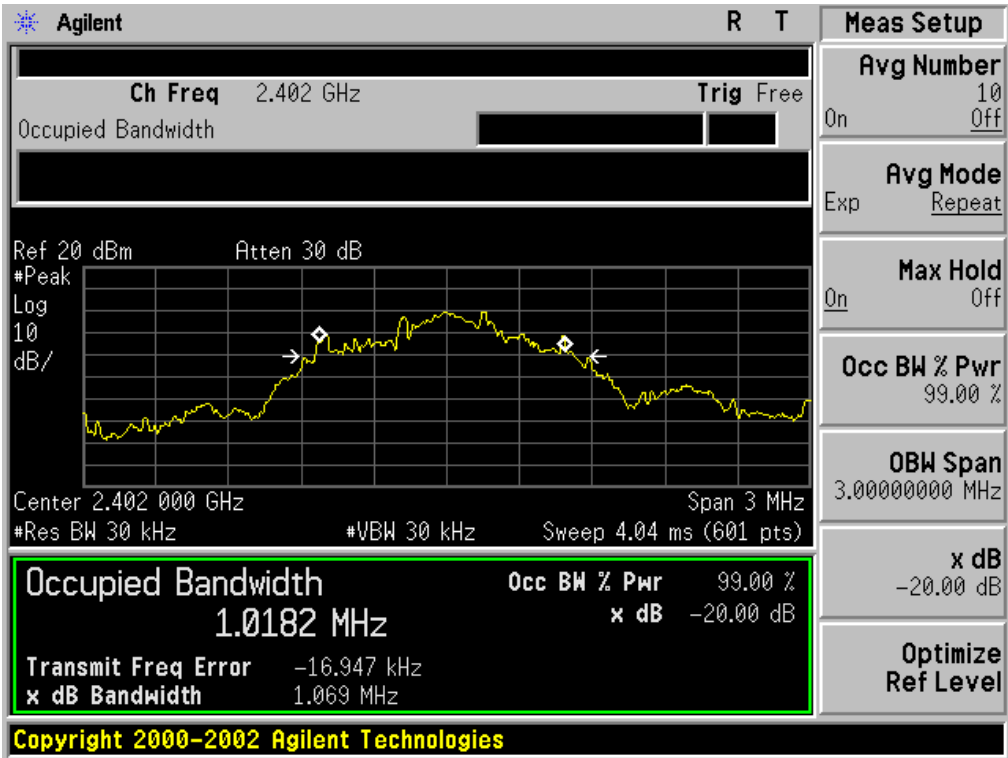 Agilent R T
Ch Freq 2.402 GHz Trig Free
Occupied Bandwidth
Ref 20 dBm Atten 30 dB
#Peak
Log
10
dB/
Center 2.402 000 GHz Span 3 MHz
#Res BW 30 kHz #VBW 30 kHz Sweep 4.04 ms (601 pts)
Occupied Bandwidth Occ BW % Pwr 99.00 %
1.0182 MHz x dB -20.00 dB
Transmit Freq Error -16.947 kHz
x dB Bandwidth 1.069 MHz
Copyright 2000-2002 Agilent Technologies
Meas Setup
Avg Number
10
On Off
Avg Mode
Exp Repeat
Max Hold
On Off
Occ BW % Pwr
99.00 %
OBW Span
3.00000000 MHz
x dB
-20.00 dB
Optimize
Ref Level